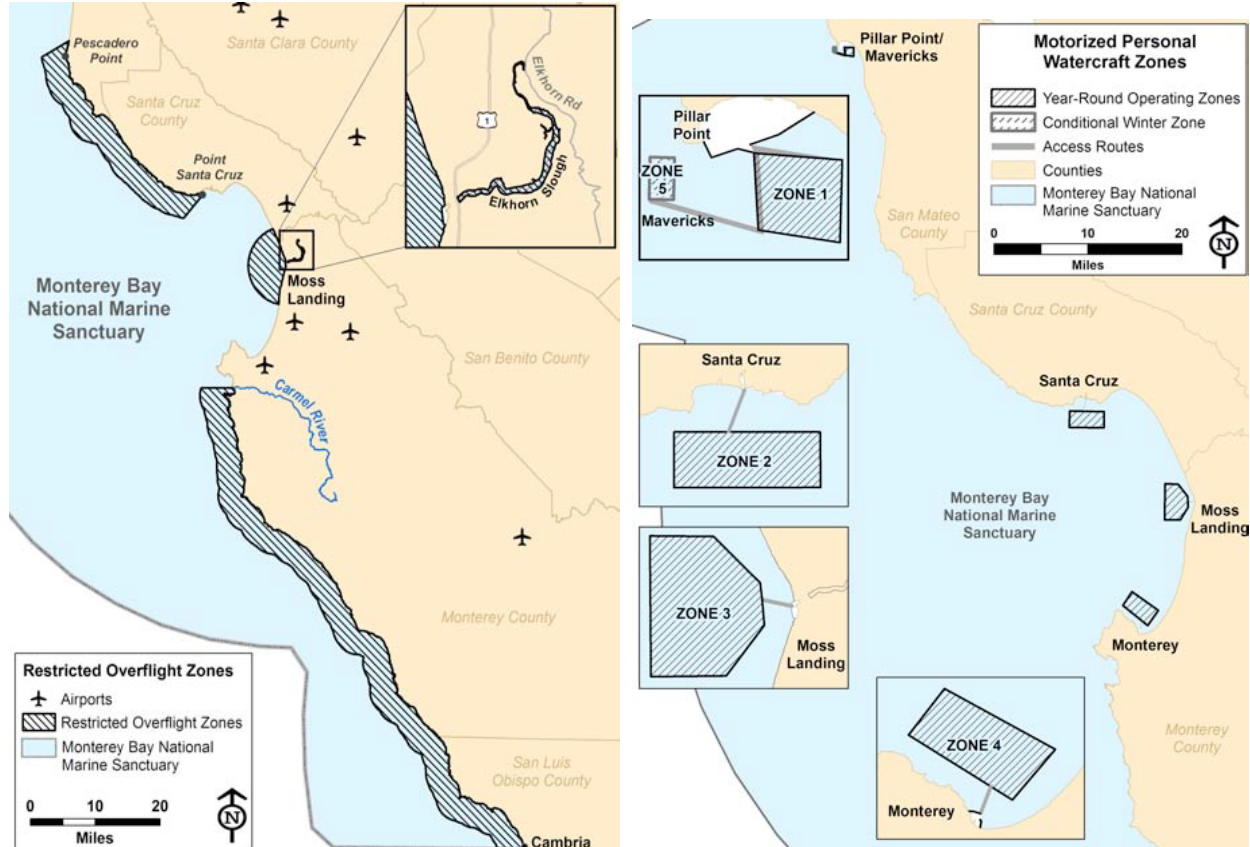 Santa Clara County
Pescadero
Point
Santa Cruz
County
Point
Santa Cruz
1
Elkhorn Rd
Elkhorn Slough
Moss
Landing
Monterey Bay
National Marine
Sanctuary
San Benito County
Carmel River
Monterey County
San Luis
Obispo County
Cambria
Restricted Overflight Zones
Airports
Restricted Overflight Zones
Monterey Bay National
Marine Sanctuary
0 10 20
Miles
N
Pillar Point/
Mavericks
Motorized Personal
Watercraft Zones
Year-Round Operating Zones
Conditional Winter Zone
Access Routes
Counties
Monterey Bay National
Marine Sanctuary
0 10 20
Miles
N
Pillar
Point
ZONE
5
ZONE 1
Mavericks
San Mateo
County
Santa Cruz County
Santa Cruz
ZONE 2
Santa Cruz
Monterey Bay
National Marine
Sanctuary
Moss
Landing
ZONE 3
Moss
Landing
Monterey
ZONE 4
Monterey
Monterey
County